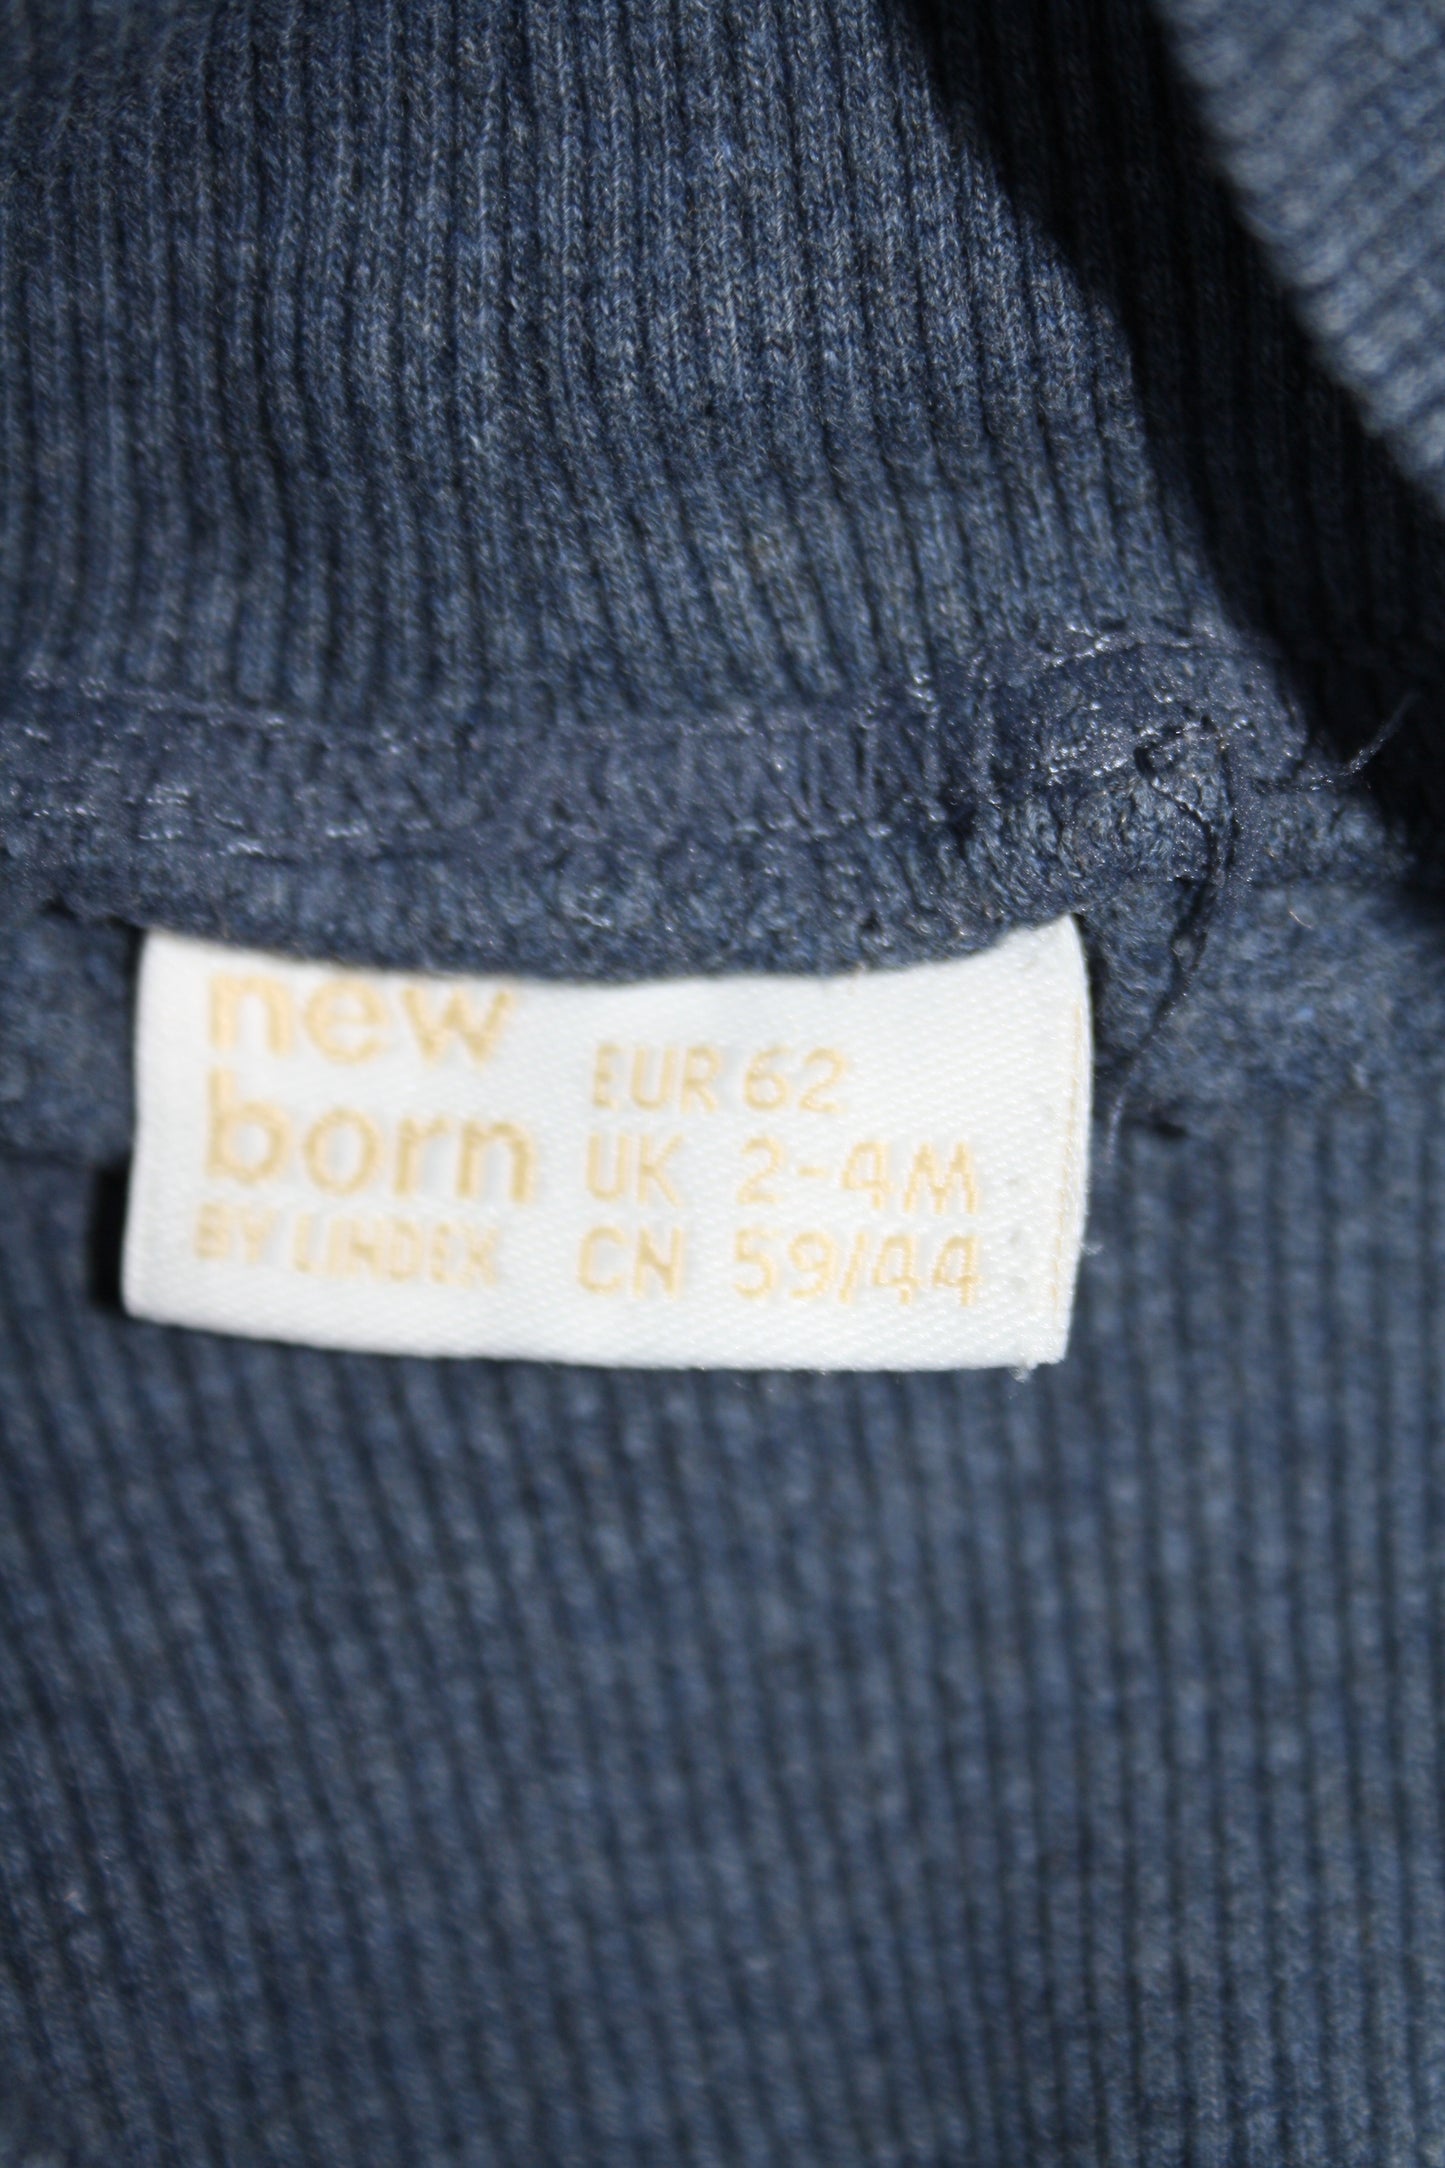 new
born
BY LINDEX
EUR 62
UK 2-4M
CN 59/44